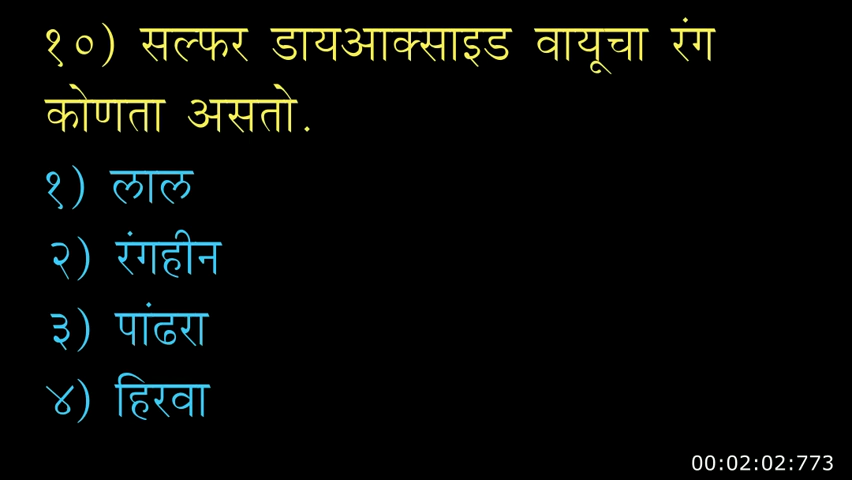 १०) सल्फर डायआक्साइड वायूचा रंग
कोणता असतो.
१) लाल
२) रंगहीन
३) पांढरा
४) हिरवा
00:02:02:773